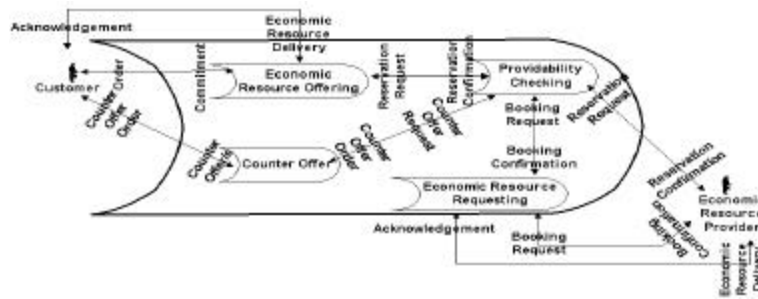 Acknowledgement
Economic
Resource
Delivery
Customer
Order
Counter
Offer
Order
Commitment
Economic
Resource Offering
Reservation
Request
Reservation
Confirmation
Providability
Checking
Reservation
Request
Counter
Counter Offer
Counter
Offer
Order
Counter
Offer
Request
Booking
Request
Booking
Confirmation
Economic Resource
Requesting
Reservation
Confirmation
Economic
Resource
Provider
Booking
Confirmation
Acknowledgement
Booking
Request
Economic
Resource
Delivery